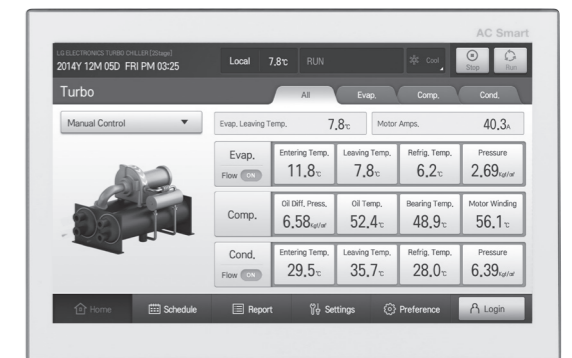 AC Smart
LG ELECTRONICS TURBO CHILLER [2Stage]
2014Y 12M 05D FRI PM 03:25
Local 7.8℃ RUN Cool Stop Run
Turbo All Evap. Comp. Cond.
Manual Control
Evap. Leaving Temp. 7.8℃ Motor Amps. 40.3A
Evap.
Flow ON
Entering Temp. Leaving Temp. Refrig. Temp. Pressure
11.8℃ 7.8℃ 6.2℃ 2.69Kgf/㎠
Comp.
Oil Diff. Press. Oil Temp. Bearing Temp. Motor Winding
6.58Kgf/㎠ 52.4℃ 48.9℃ 56.1℃
Cond.
Flow ON
Entering Temp. Leaving Temp. Refrig. Temp. Pressure
29.5℃ 35.7℃ 28.0℃ 6.39Kgf/㎠
Home Schedule Report Settings Preference Login